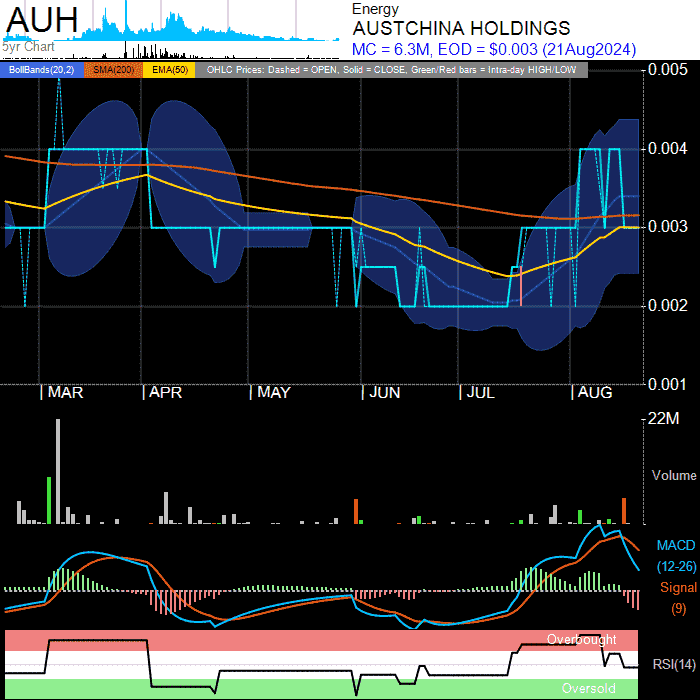 AUH
5yr Chart
Energy
AUSTCHINA HOLDINGS
MC = 6.3M, EOD = $0.003 (21Aug2024)
BollBands(20,2) SMA(200) EMA(50) OHLC Prices: Dashed = OPEN, Solid = CLOSE, Green/Red bars = Intra-day HIGH/LOW
0.005
0.004
0.003
0.002
0.001
MAR APR MAY JUN JUL AUG
22M
Volume
MACD
(12-26)
Signal
(9)
Overbought
RSI(14)
Oversold